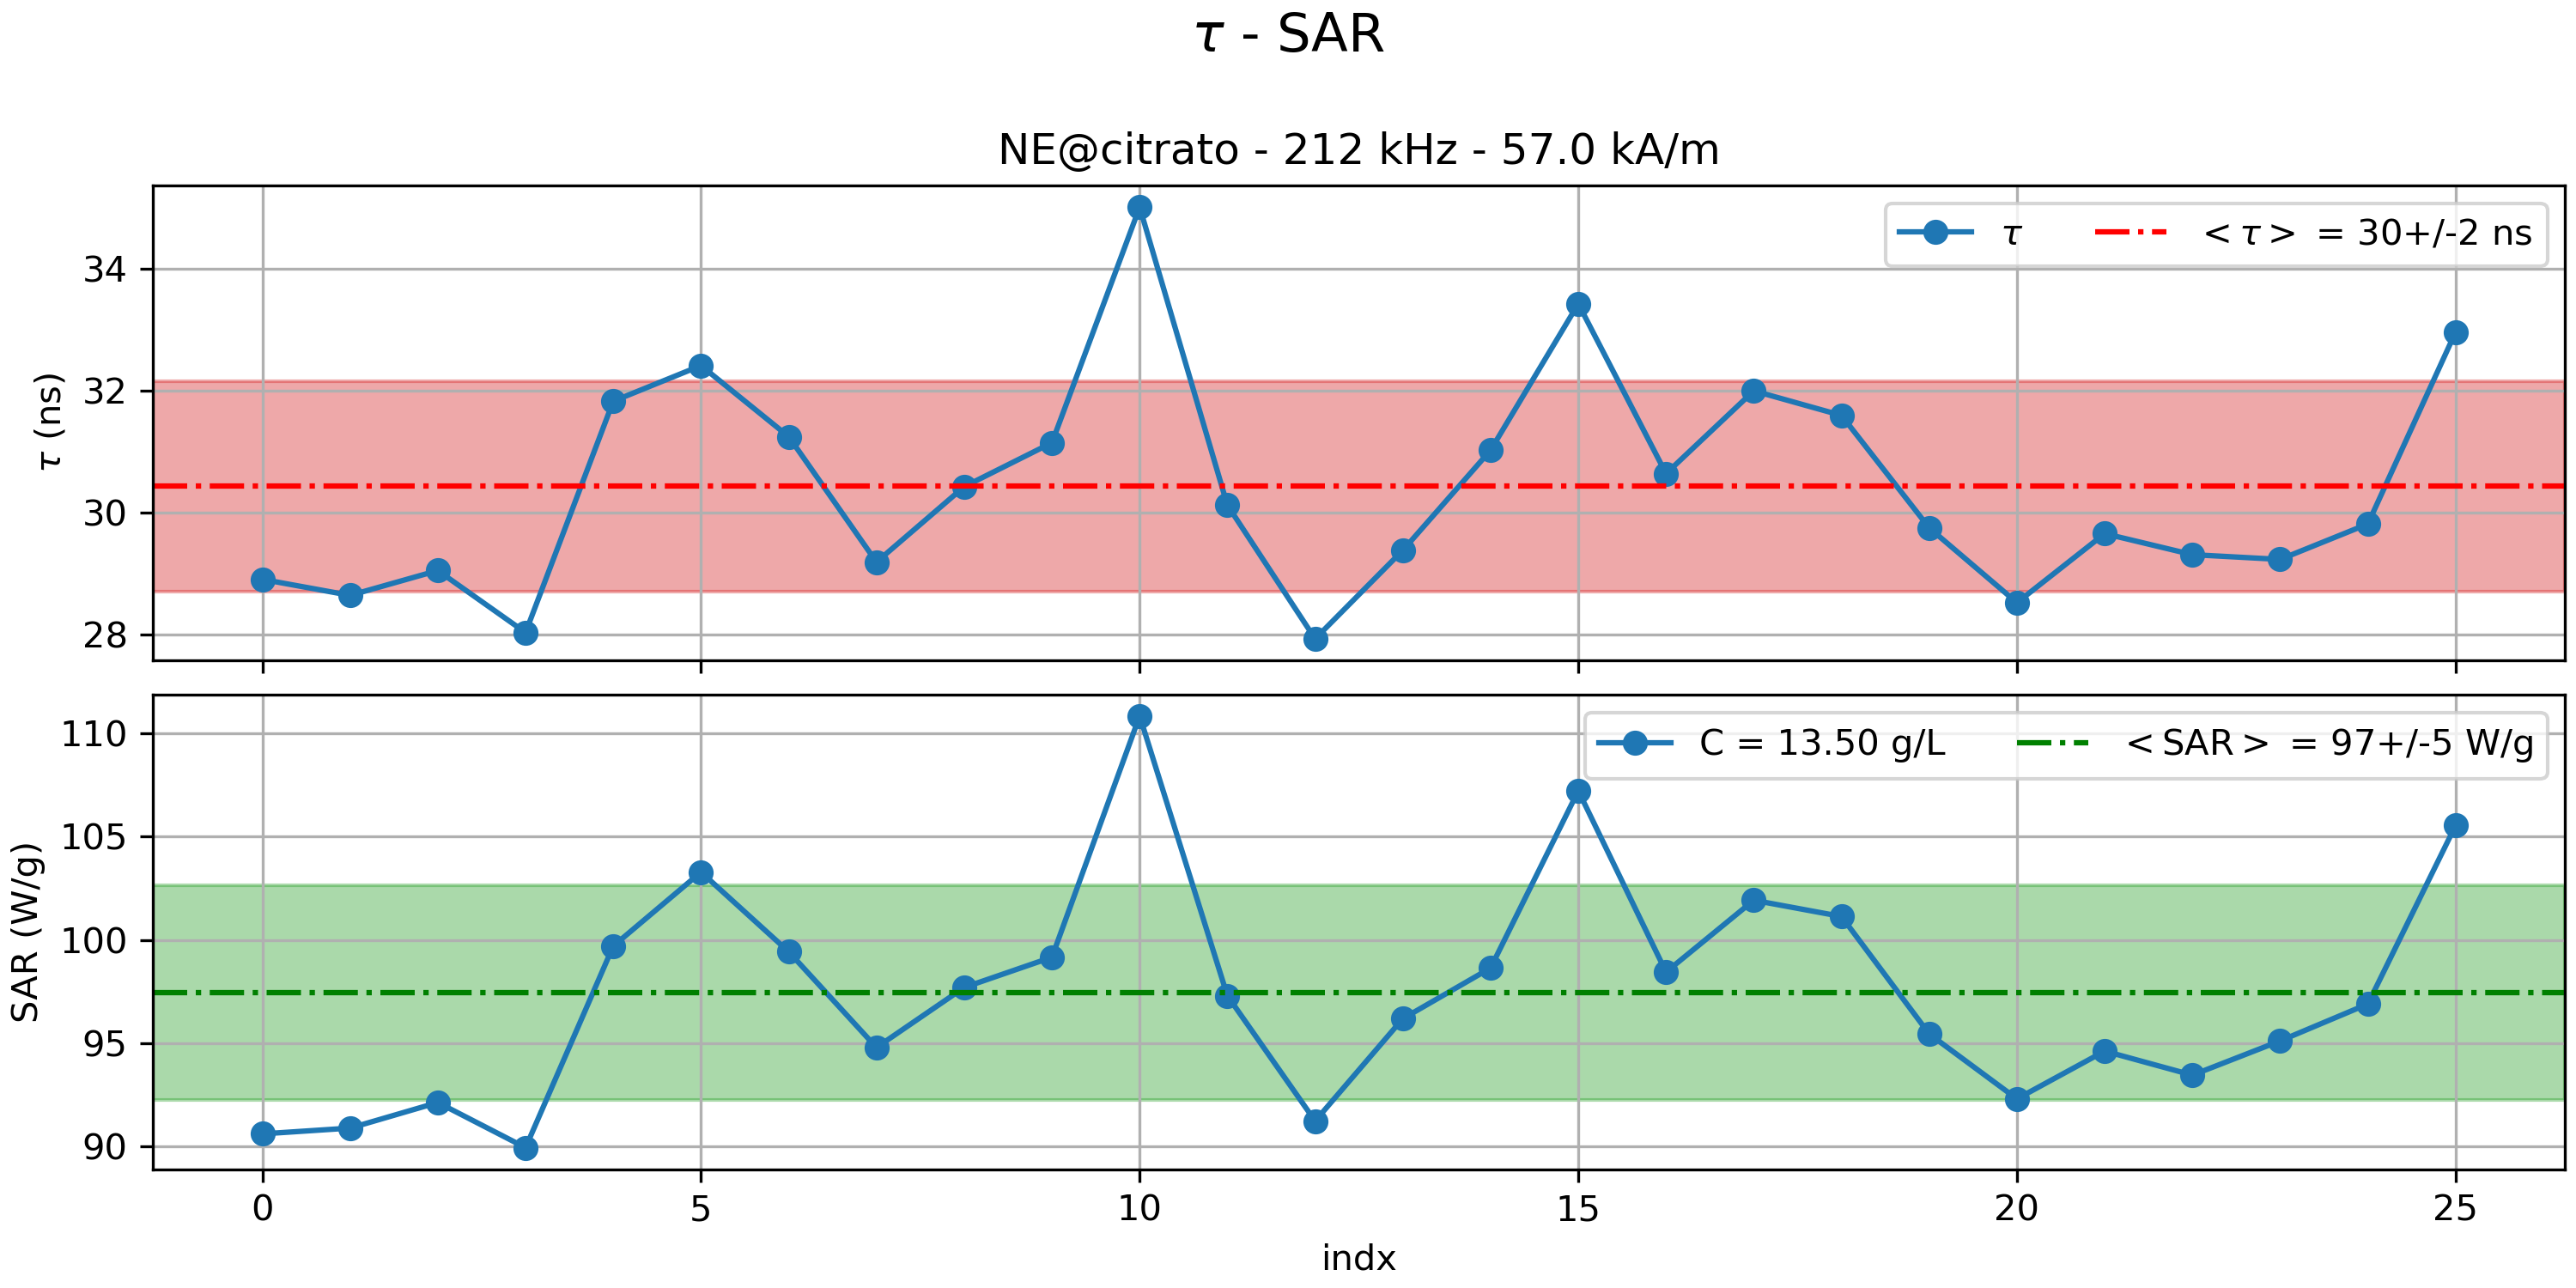 τ - SAR
NE@citrato - 212 kHz - 57.0 kA/m
τ
<τ> = 30+/-2 ns
34
32
30
28
τ (ns)
C = 13.50 g/L
<SAR> = 97+/-5 W/g
110
105
100
95
90
SAR (W/g)
0 5 10 15 20 25
indx